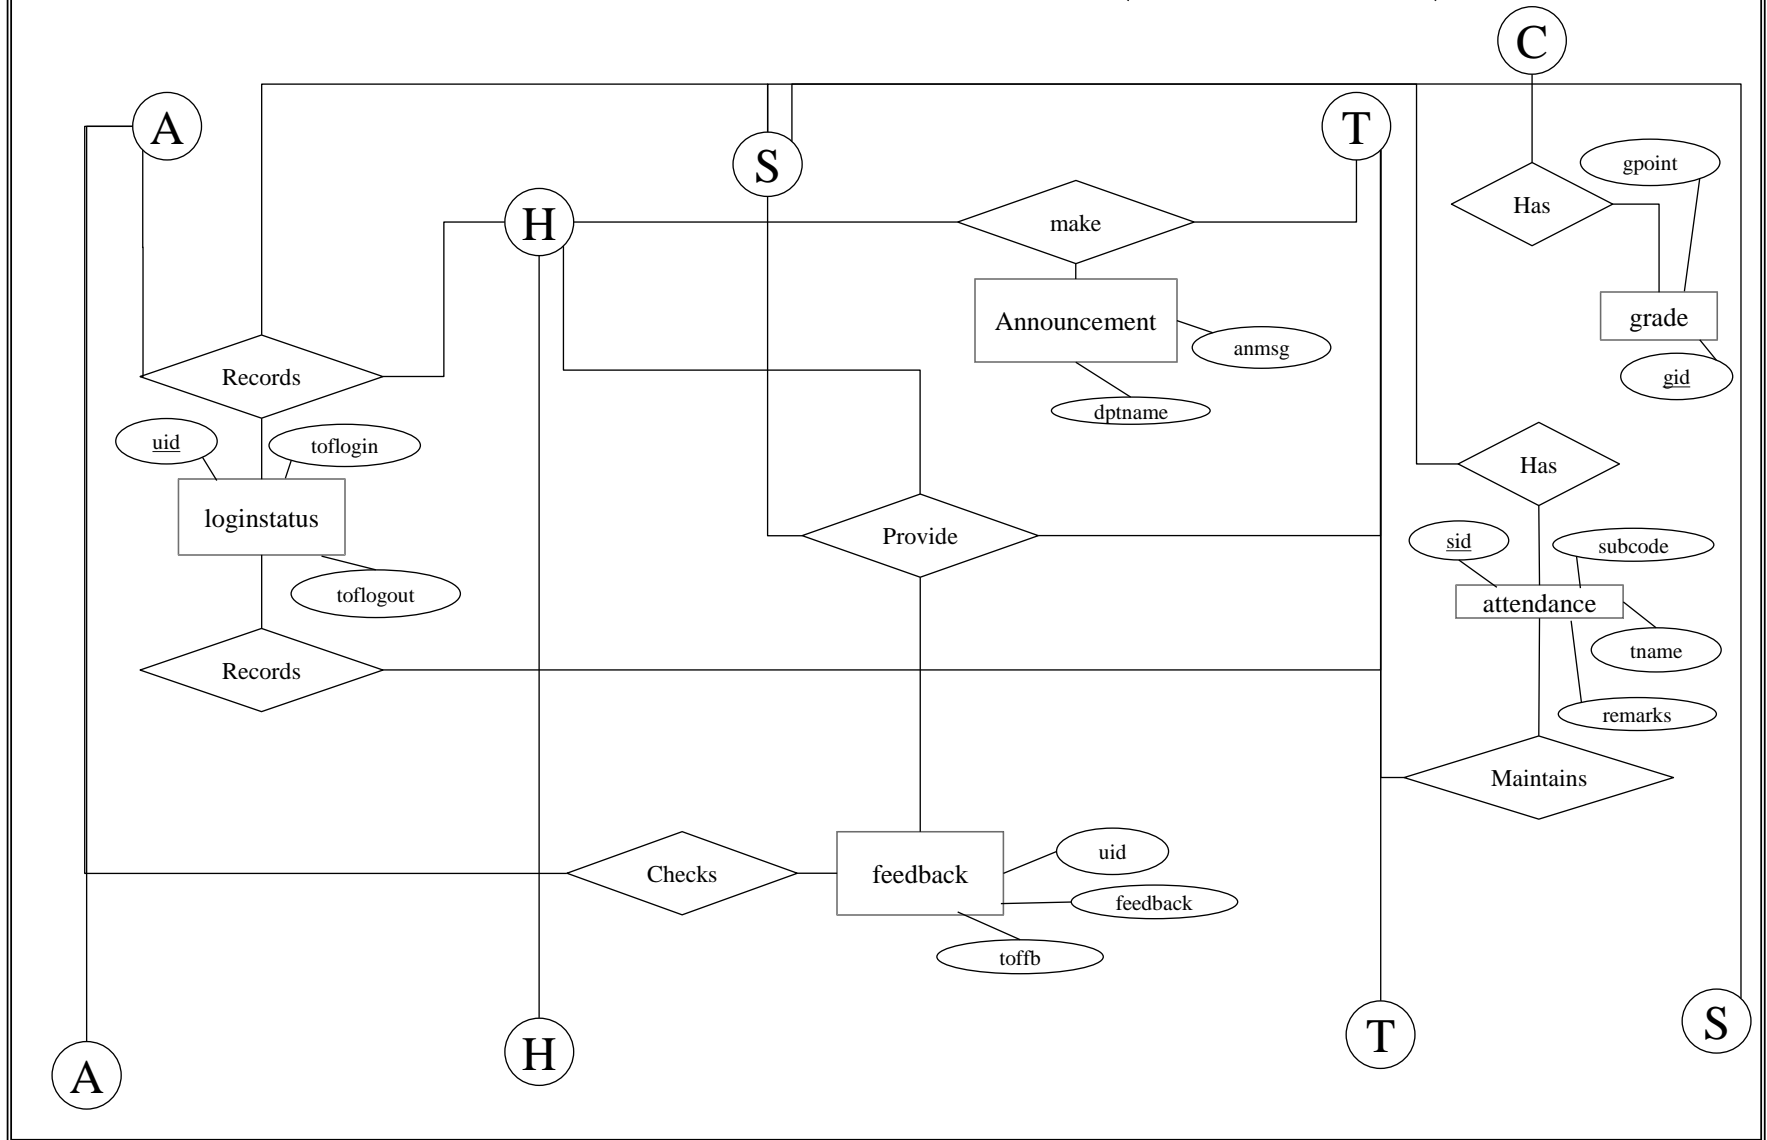 C
A
T
S
gpoint
Has
H
make
grade
Announcement
anmsg
Records
gid
dptname
uid
toflogin
Has
loginstatus
Provide
sid
subcode
toflogout
attendance
tname
Records
remarks
Maintains
uid
Checks
feedback
feedback
toffb
S
T
H
A